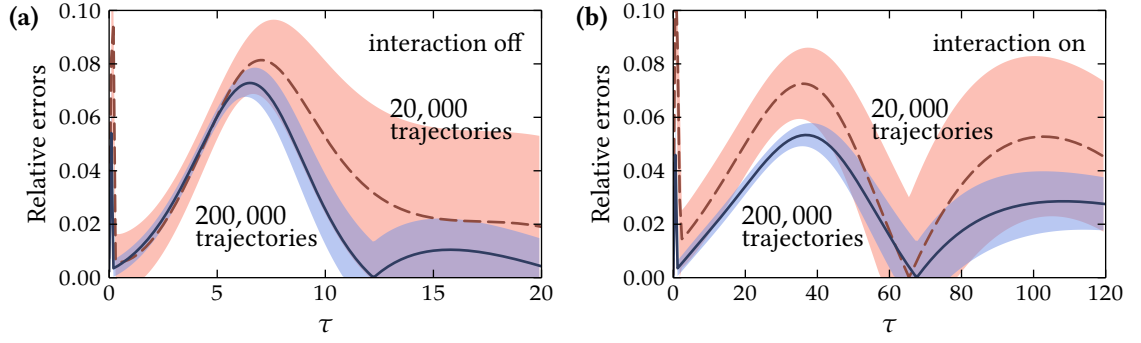 (a)
Relative errors
0.10
0.08
0.06
0.04
0.02
0.00
interaction off
20,000
trajectories
200,000
trajectories
0
5
10
15
20
τ
(b)
Relative errors
0.10
0.08
0.06
0.04
0.02
0.00
interaction on
20,000
trajectories
200,000
trajectories
0
20
40
60
80
100
120
τ